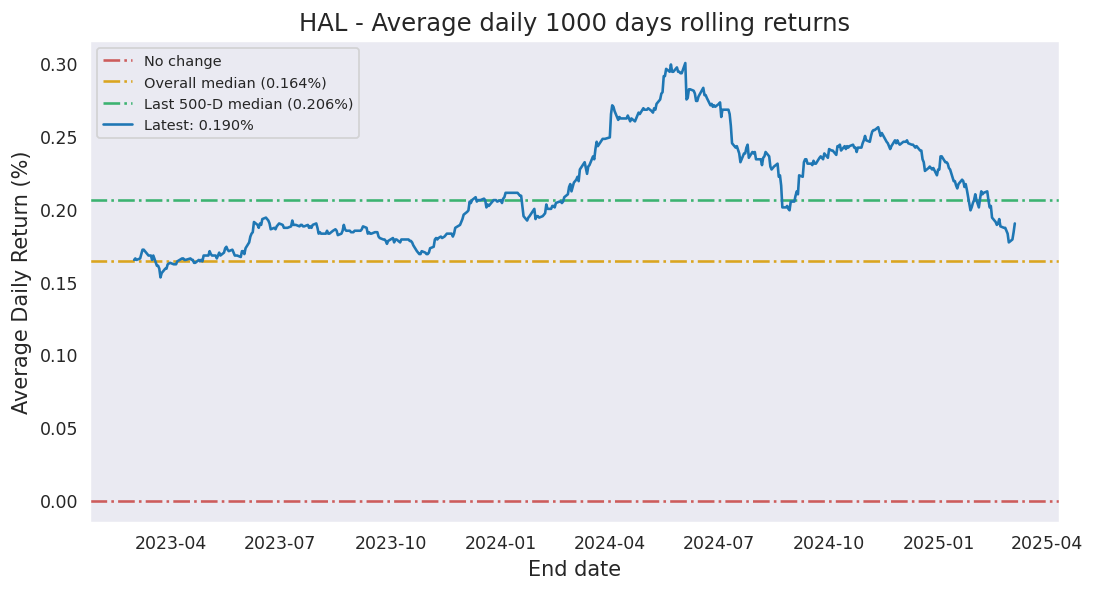 HAL - Average daily 1000 days rolling returns
No change
Overall median (0.164%)
Last 500-D median (0.206%)
Latest: 0.190%
Average Daily Return (%)
0.30
0.25
0.20
0.15
0.10
0.05
0.00
2023-04 2023-07 2023-10 2024-01 2024-04 2024-07 2024-10 2025-01 2025-04
End date